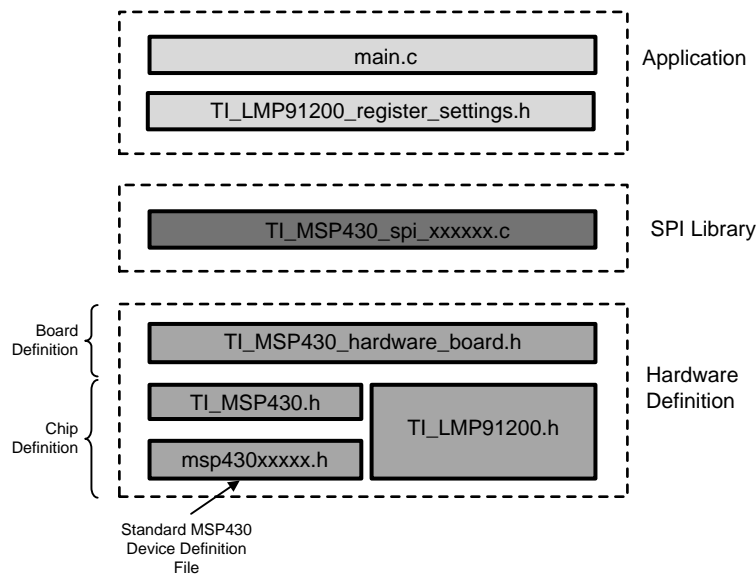 main.c
Application
TI_LMP91200_register_settings.h
TI_MSP430_spi_xxxxxx.c
SPI Library
Board
Definition
TI_MSP430_hardware_board.h
Hardware
Definition
Chip
Definition
TI_MSP430.h
TI_LMP91200.h
msp430xxxxx.h
Standard MSP430
Device Definition
File